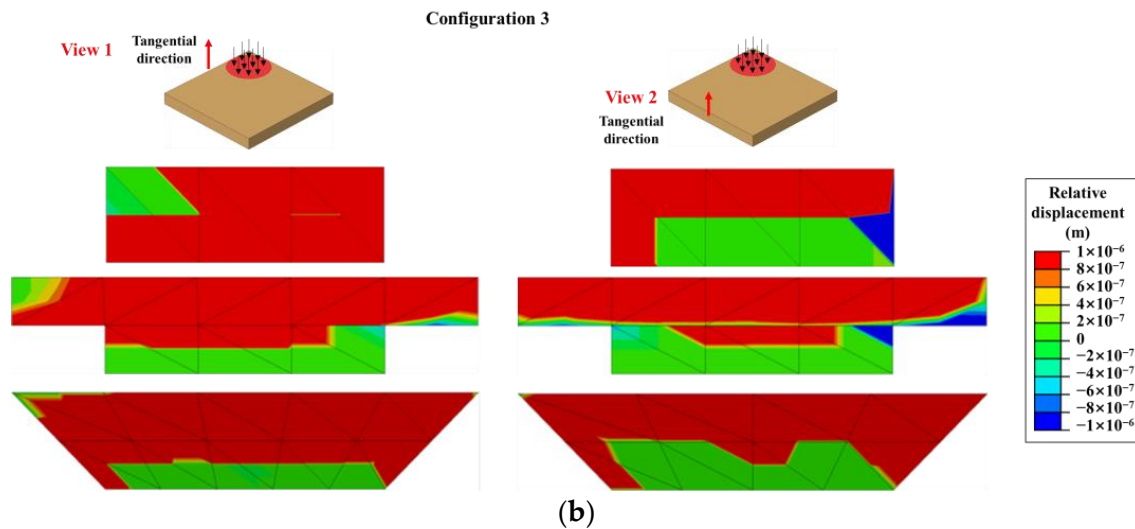 Configuration 3
View 1
Tangential
direction
View 2
Tangential
direction
Relative
displacement
(m)
1×10⁻⁶
8×10⁻⁷
6×10⁻⁷
4×10⁻⁷
2×10⁻⁷
0
−2×10⁻⁷
−4×10⁻⁷
−6×10⁻⁷
−8×10⁻⁷
−1×10⁻⁶
(b)